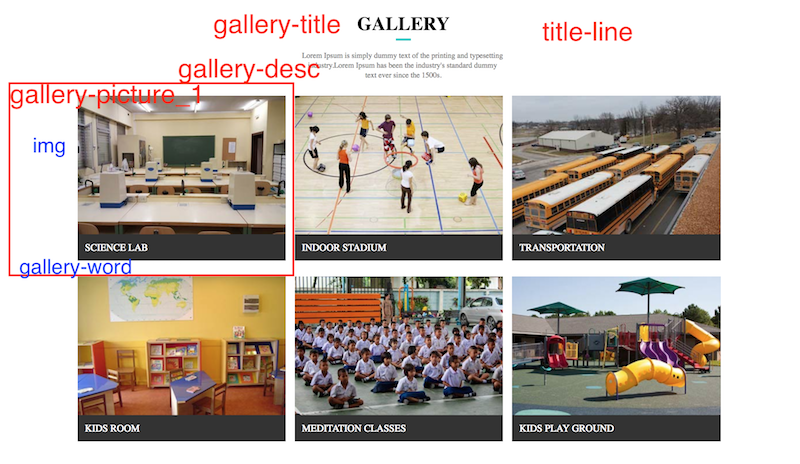 gallery-title GALLERY title-line
Lorem Ipsum is simply dummy text of the printing and typesetting
industry.Lorem Ipsum has been the industry's standard dummy
text ever since the 1500s.
gallery-desc
gallery-picture_1
img
SCIENCE LAB
INDOOR STADIUM
TRANSPORTATION
gallery-word
KIDS ROOM
MEDITATION CLASSES
KIDS PLAY GROUND